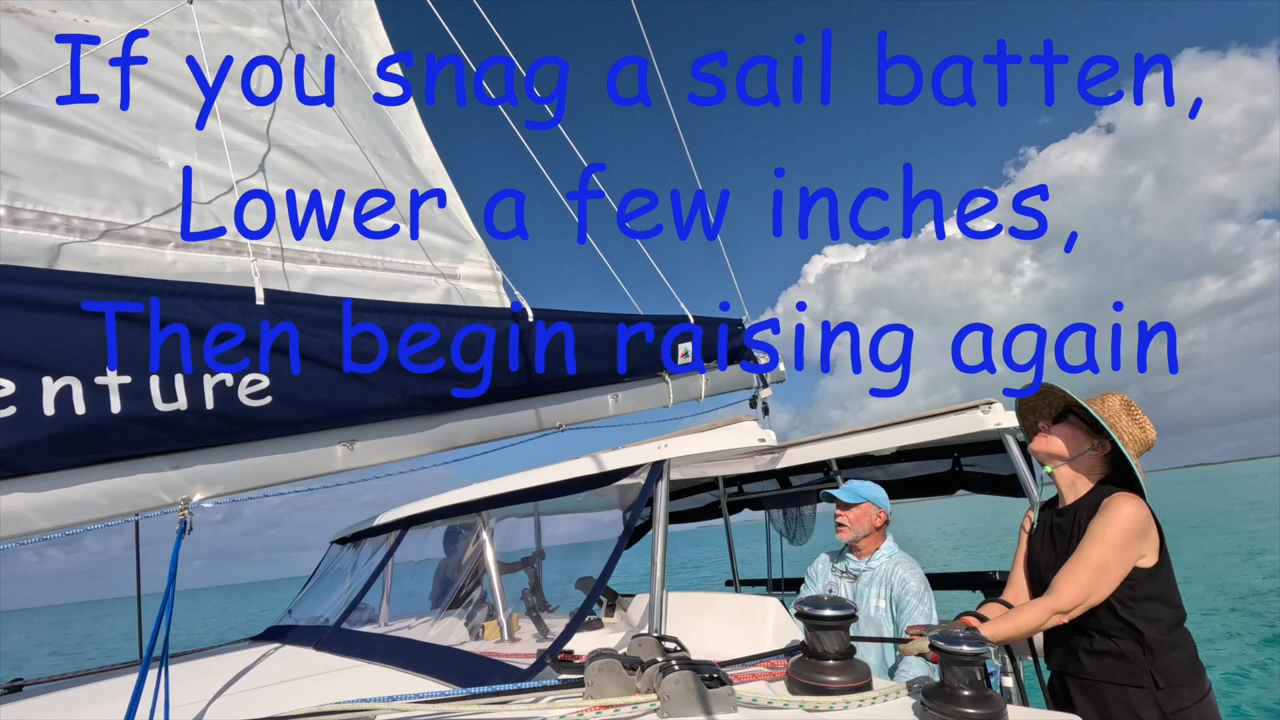 If you snag a sail batten,
Lower a few inches,
Then begin raising again
enture